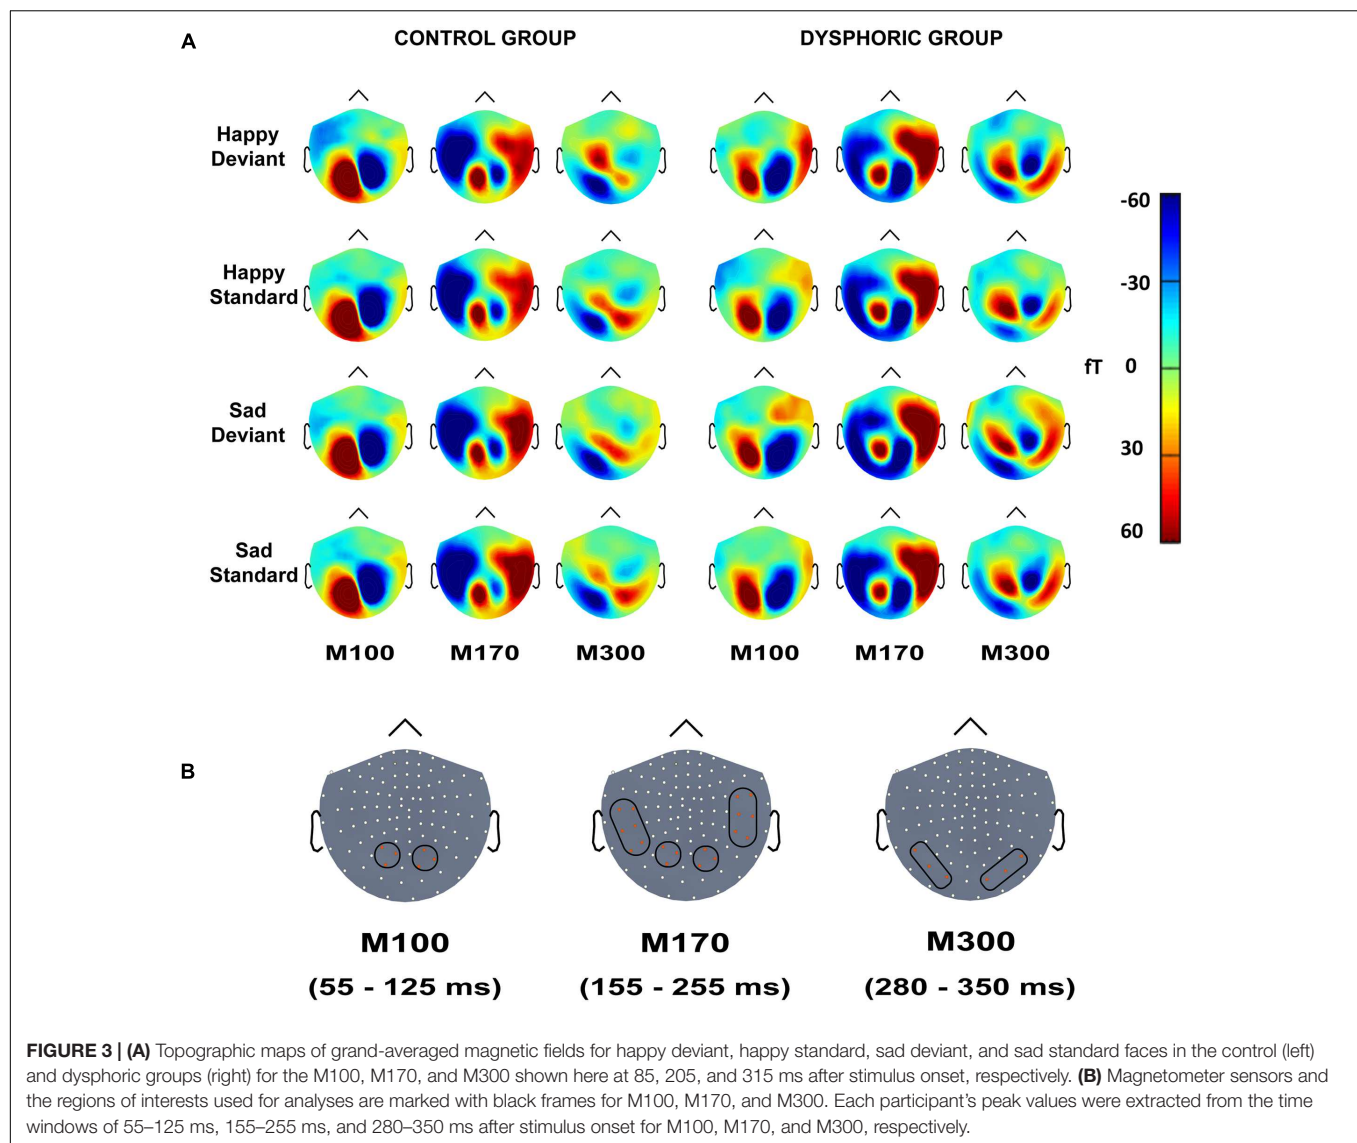 A
CONTROL GROUP
DYSPHORIC GROUP
Happy
Deviant
Happy
Standard
Sad
Deviant
Sad
Standard
M100
M170
M300
M100
M170
M300
-60
-30
fT 0
30
60
B
M100
(55 - 125 ms)
M170
(155 - 255 ms)
M300
(280 - 350 ms)
FIGURE 3 | (A) Topographic maps of grand-averaged magnetic fields for happy deviant, happy standard, sad deviant, and sad standard faces in the control (left)
and dysphoric groups (right) for the M100, M170, and M300 shown here at 85, 205, and 315 ms after stimulus onset, respectively. (B) Magnetometer sensors and
the regions of interests used for analyses are marked with black frames for M100, M170, and M300. Each participant’s peak values were extracted from the time
windows of 55–125 ms, 155–255 ms, and 280–350 ms after stimulus onset for M100, M170, and M300, respectively.